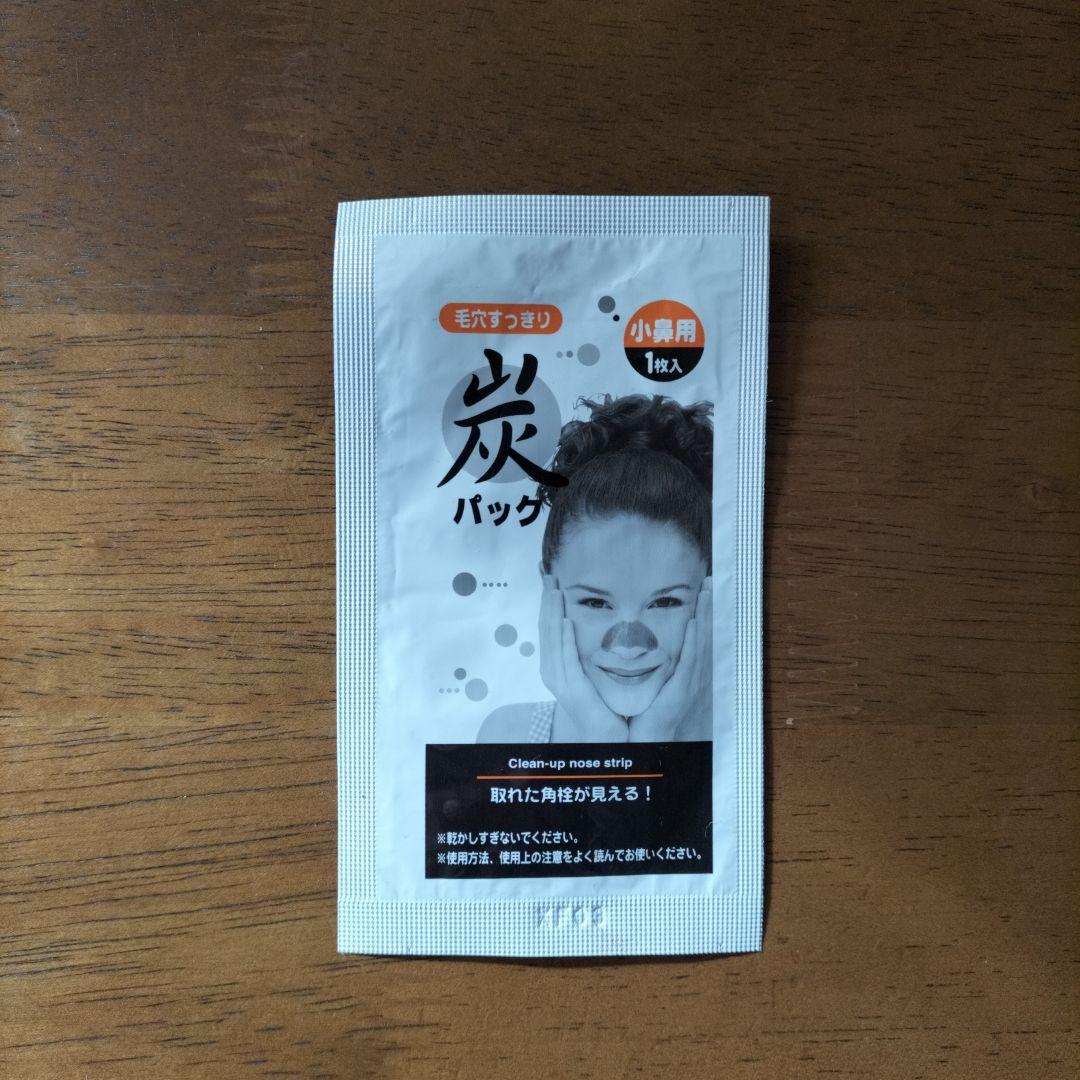 毛穴すっきり
小鼻用
1枚入
炭
パック
Clean-up nose strip
取れた角栓が見える！
※乾かしすぎないでください。
※使用方法、使用上の注意をよく読んでお使いください。